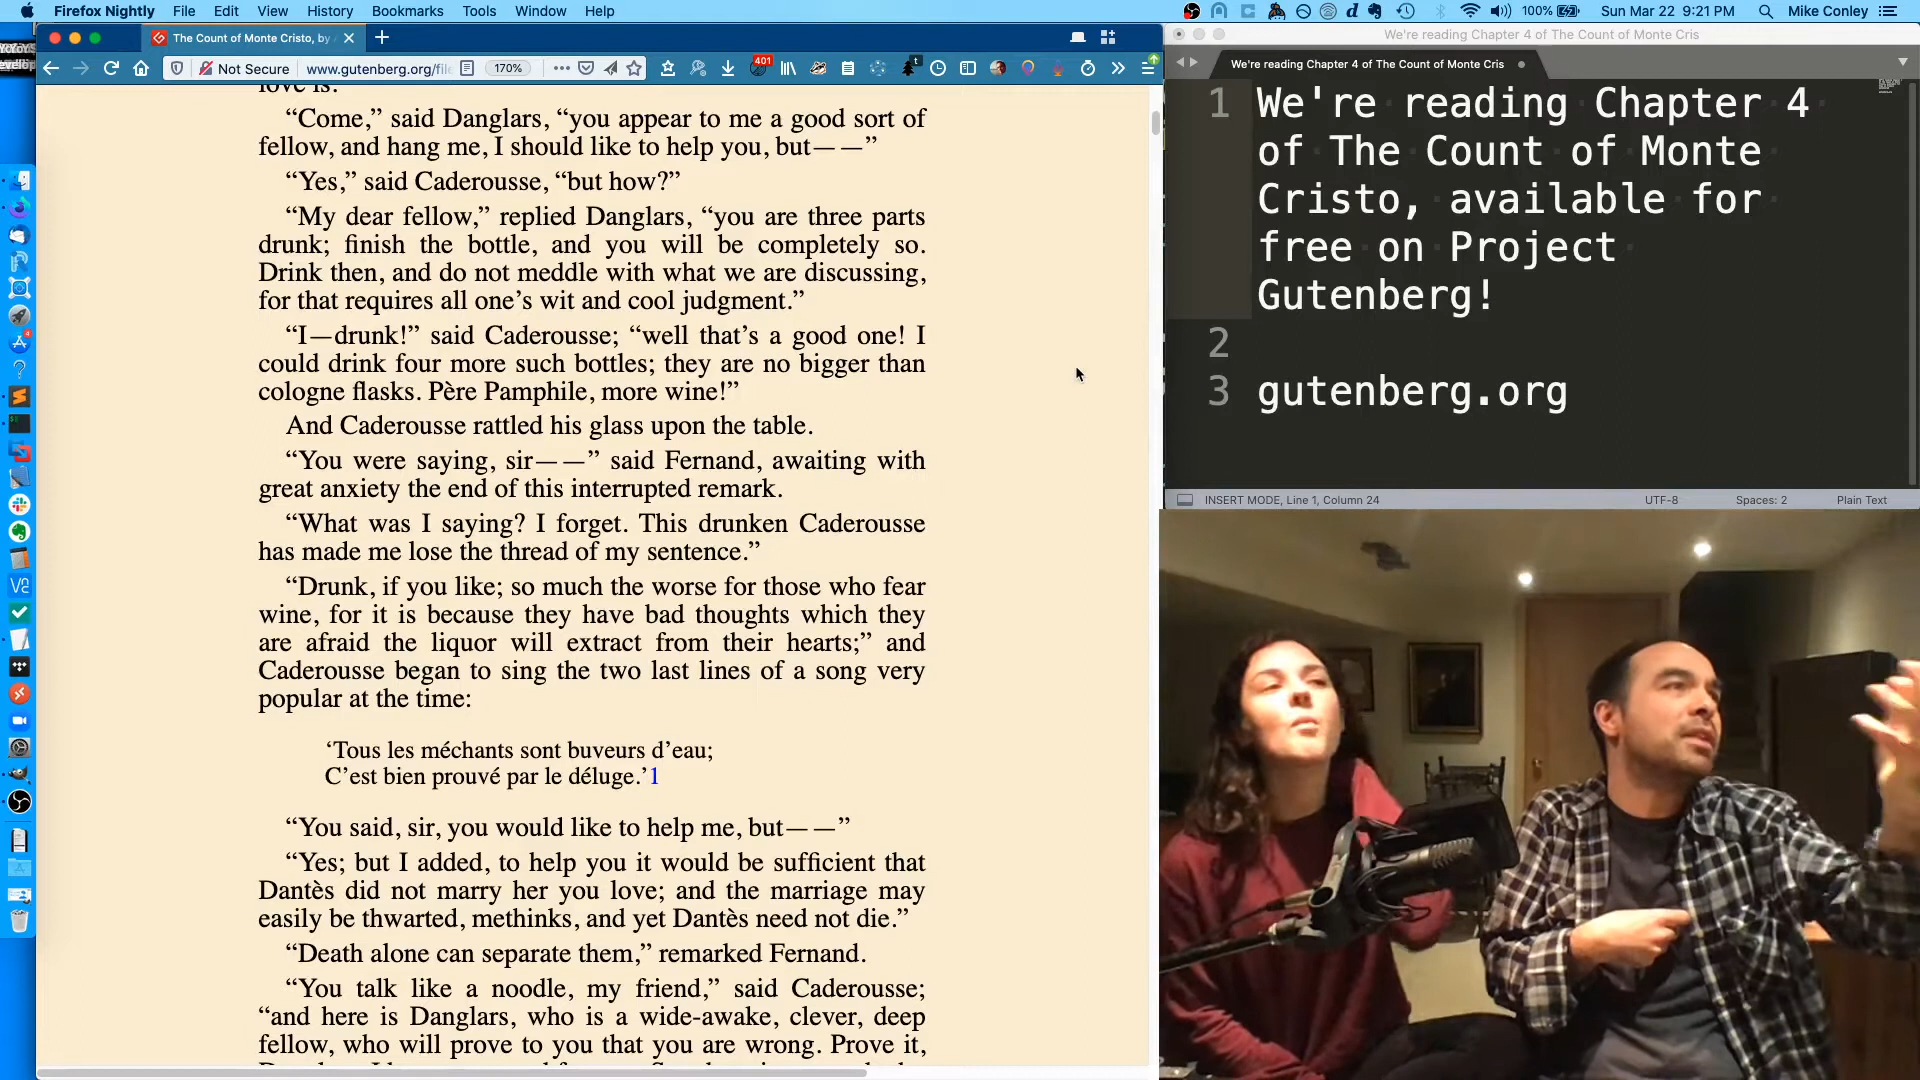 Firefox Nightly File Edit View History Bookmarks Tools Window Help
100% Sun Mar 22 9:21 PM Mike Conley
The Count of Monte Cristo, by
Not Secure www.gutenberg.org/file 170% 401
love is.
“Come,” said Danglars, “you appear to me a good sort of
fellow, and hang me, I should like to help you, but— —”
“Yes,” said Caderousse, “but how?”
“My dear fellow,” replied Danglars, “you are three parts
drunk; finish the bottle, and you will be completely so.
Drink then, and do not meddle with what we are discussing,
for that requires all one’s wit and cool judgment.”
“I—drunk!” said Caderousse; “well that’s a good one! I
could drink four more such bottles; they are no bigger than
cologne flasks. Père Pamphile, more wine!”
And Caderousse rattled his glass upon the table.
“You were saying, sir— —” said Fernand, awaiting with
great anxiety the end of this interrupted remark.
“What was I saying? I forget. This drunken Caderousse
has made me lose the thread of my sentence.”
“Drunk, if you like; so much the worse for those who fear
wine, for it is because they have bad thoughts which they
are afraid the liquor will extract from their hearts;” and
Caderousse began to sing the two last lines of a song very
popular at the time:
‘Tous les méchants sont buveurs d’eau;
C’est bien prouvé par le déluge.’1
“You said, sir, you would like to help me, but— —”
“Yes; but I added, to help you it would be sufficient that
Dantès did not marry her you love; and the marriage may
easily be thwarted, methinks, and yet Dantès need not die.”
“Death alone can separate them,” remarked Fernand.
“You talk like a noodle, my friend,” said Caderousse;
“and here is Danglars, who is a wide-awake, clever, deep
fellow, who will prove to you that you are wrong. Prove it,
We're reading Chapter 4 of The Count of Monte Cris
We're reading Chapter 4 of The Count of Monte Cris
1 We're reading Chapter 4
of The Count of Monte
Cristo, available for
free on Project
Gutenberg!
2
3 gutenberg.org
INSERT MODE, Line 1, Column 24 UTF-8 Spaces: 2 Plain Text